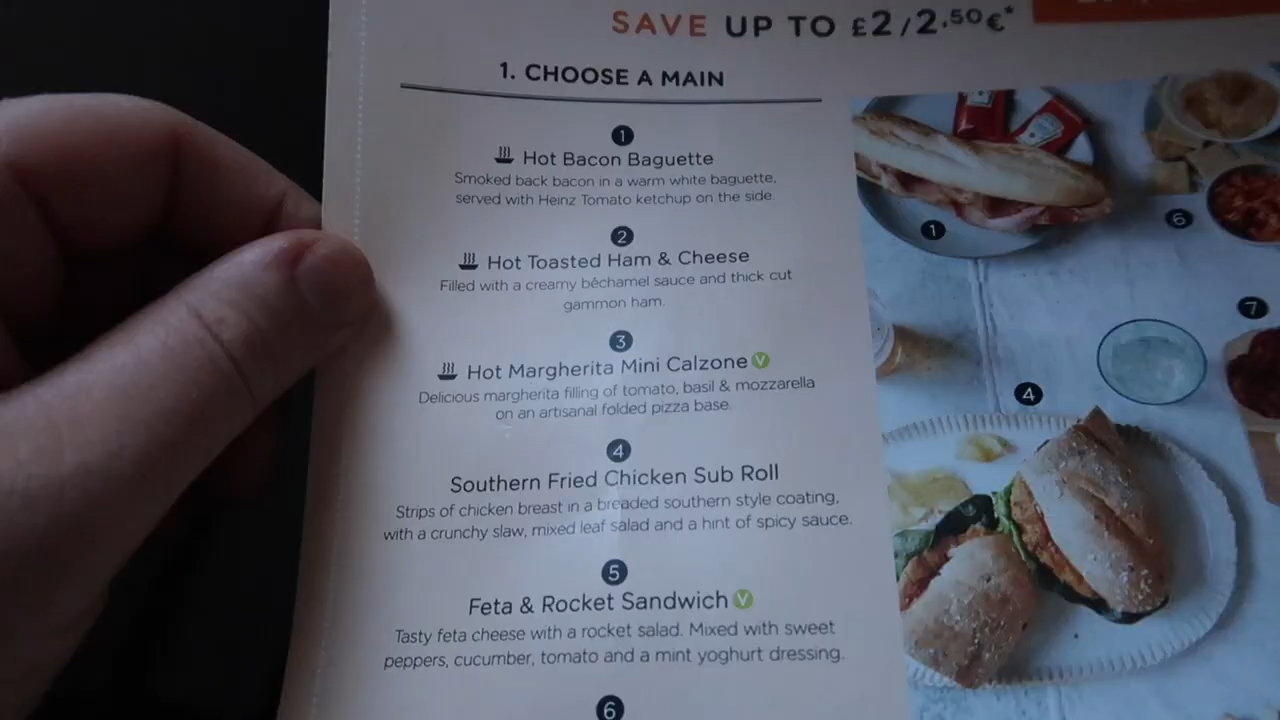 SAVE UP TO £2/2.50€*
1. CHOOSE A MAIN
1
Hot Bacon Baguette
Smoked back bacon in a warm white baguette,
served with Heinz Tomato ketchup on the side.
2
Hot Toasted Ham & Cheese
Filled with a creamy béchamel sauce and thick cut
gammon ham.
3
Hot Margherita Mini Calzone V
Delicious margherita filling of tomato, basil & mozzarella
on an artisanal folded pizza base.
4
Southern Fried Chicken Sub Roll
Strips of chicken breast in a breaded southern style coating,
with a crunchy slaw, mixed leaf salad and a hint of spicy sauce.
5
Feta & Rocket Sandwich V
Tasty feta cheese with a rocket salad. Mixed with sweet
peppers, cucumber, tomato and a mint yoghurt dressing.
6
1
6
7
4